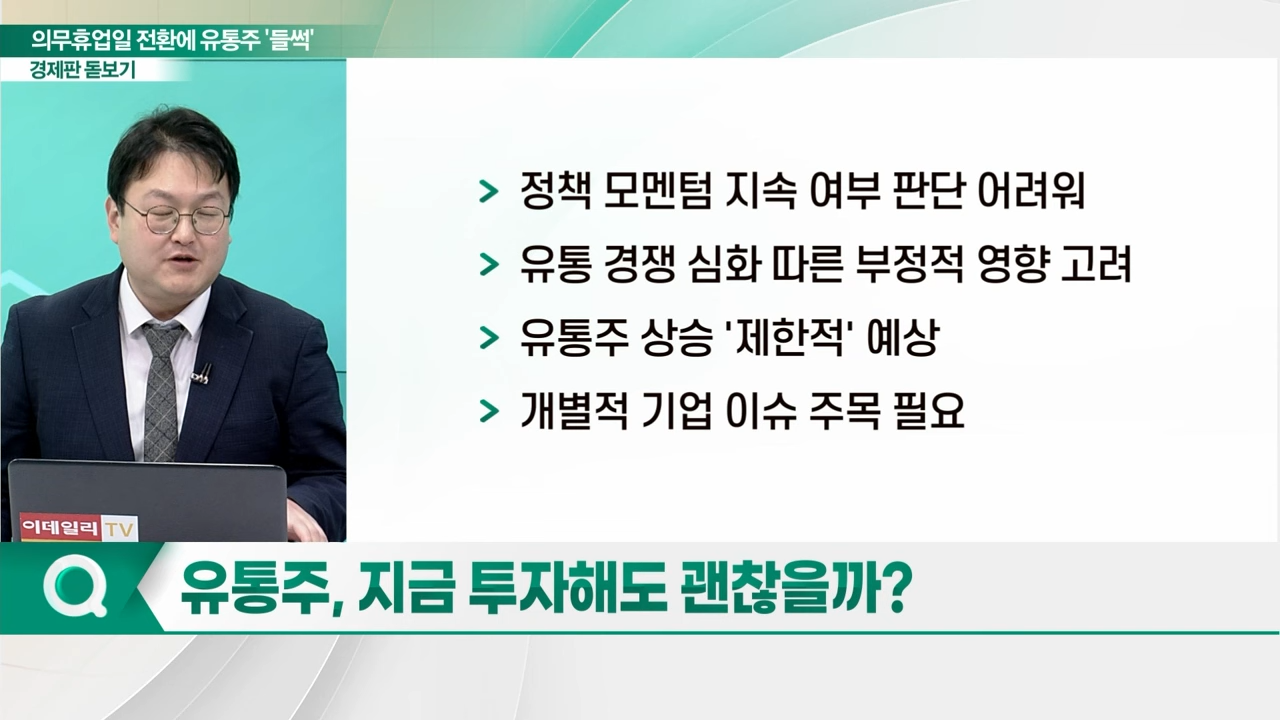 의무휴업일 전환에 유통주 '들썩'
경제판 돋보기
> 정책 모멘텀 지속 여부 판단 어려워
> 유통 경쟁 심화 따른 부정적 영향 고려
> 유통주 상승 '제한적' 예상
> 개별적 기업 이슈 주목 필요
이데일리 TV
Q 유통주, 지금 투자해도 괜찮을까?